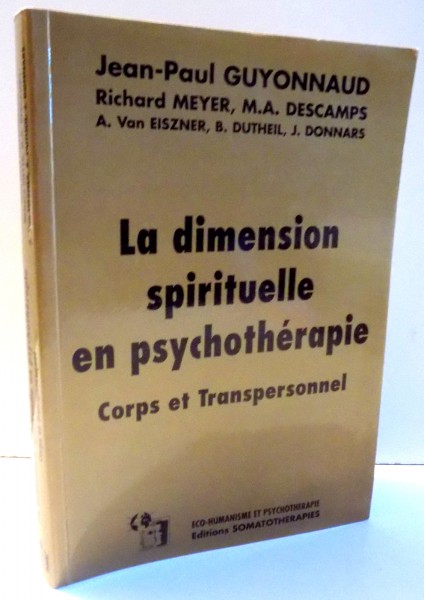 Jean-Paul GUYONNAUD
Richard MEYER, M.A. DESCAMPS
A. Van EISZNER, B. DUTHEIL, J. DONNARS
La dimension
spirituelle
en psychothérapie
Corps et Transpersonnel
ECO-HUMANISME ET PSYCHOTHERAPIE
Editions SOMATOTHERAPIES